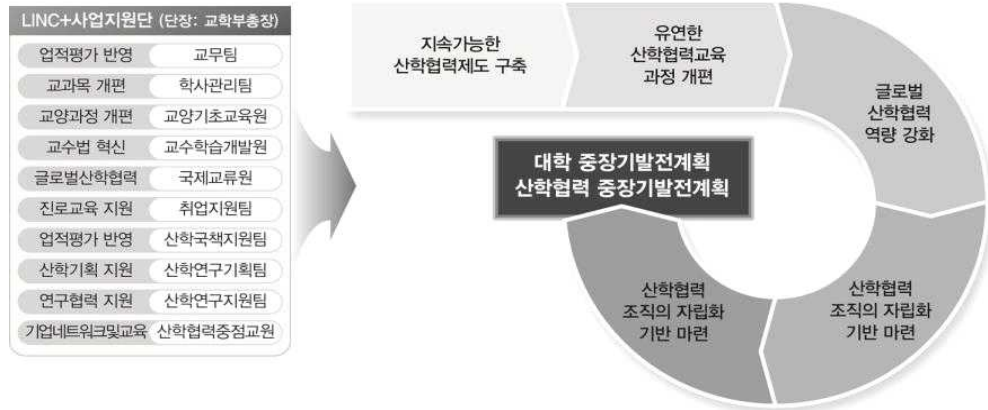 LINC+사업지원단 (단장: 교학부총장)
업적평가 반영 교무팀
교과목 개편 학사관리팀
교양과정 개편 교양기초교육원
교수법 혁신 교수학습개발원
글로벌산학협력 국제교류원
진로교육 지원 취업지원팀
업적평가 반영 산학국책지원팀
산학기획 지원 산학연구기획팀
연구협력 지원 산학연구지원팀
기업네트워크및교육 산학협력중점교원
지속가능한
산학협력제도 구축
유연한
산학협력교육
과정 개편
글로벌
산학협력
역량 강화
산학협력
조직의 자립화
기반 마련
산학협력
조직의 자립화
기반 마련
대학 중장기발전계획
산학협력 중장기발전계획